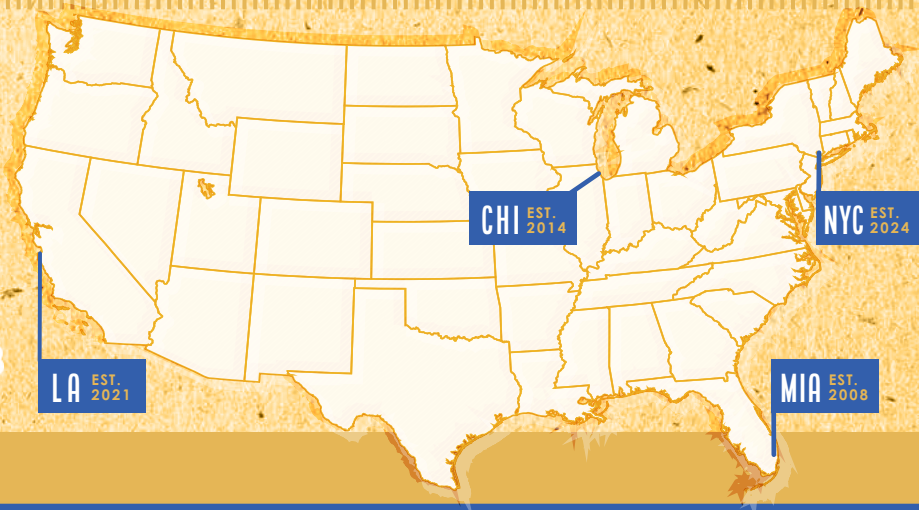 CHI EST. 2014
NYC EST. 2024
LA EST. 2021
MIA EST. 2008